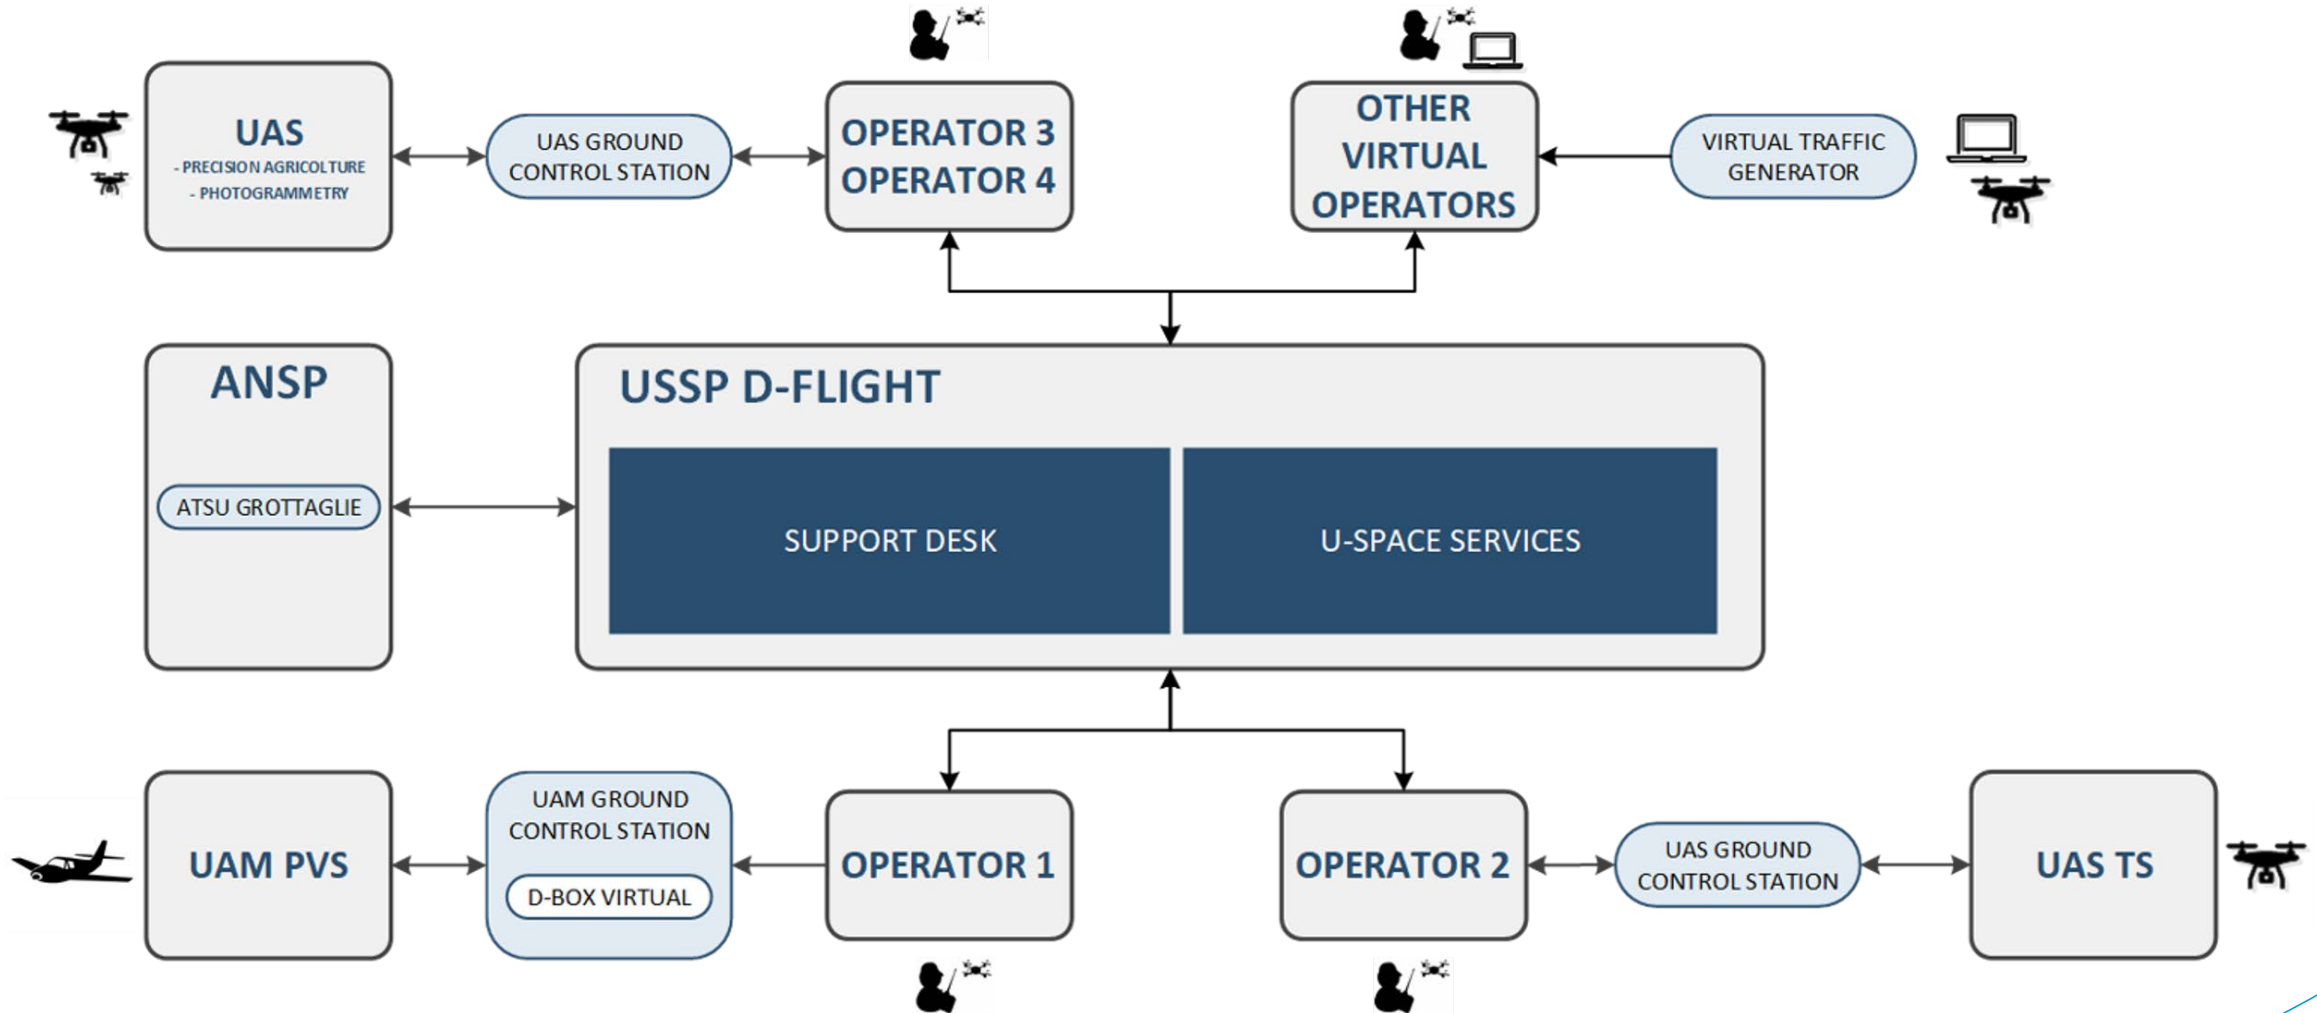 UAS
- PRECISION AGRICOLTURE
- PHOTOGRAMMETRY
UAS GROUND
CONTROL STATION
OPERATOR 3
OPERATOR 4
OTHER
VIRTUAL
OPERATORS
VIRTUAL TRAFFIC
GENERATOR
ANSP
ATSU GROTTAGLIE
USSP D-FLIGHT
SUPPORT DESK
U-SPACE SERVICES
UAM PVS
UAM GROUND
CONTROL STATION
D-BOX VIRTUAL
OPERATOR 1
OPERATOR 2
UAS GROUND
CONTROL STATION
UAS TS